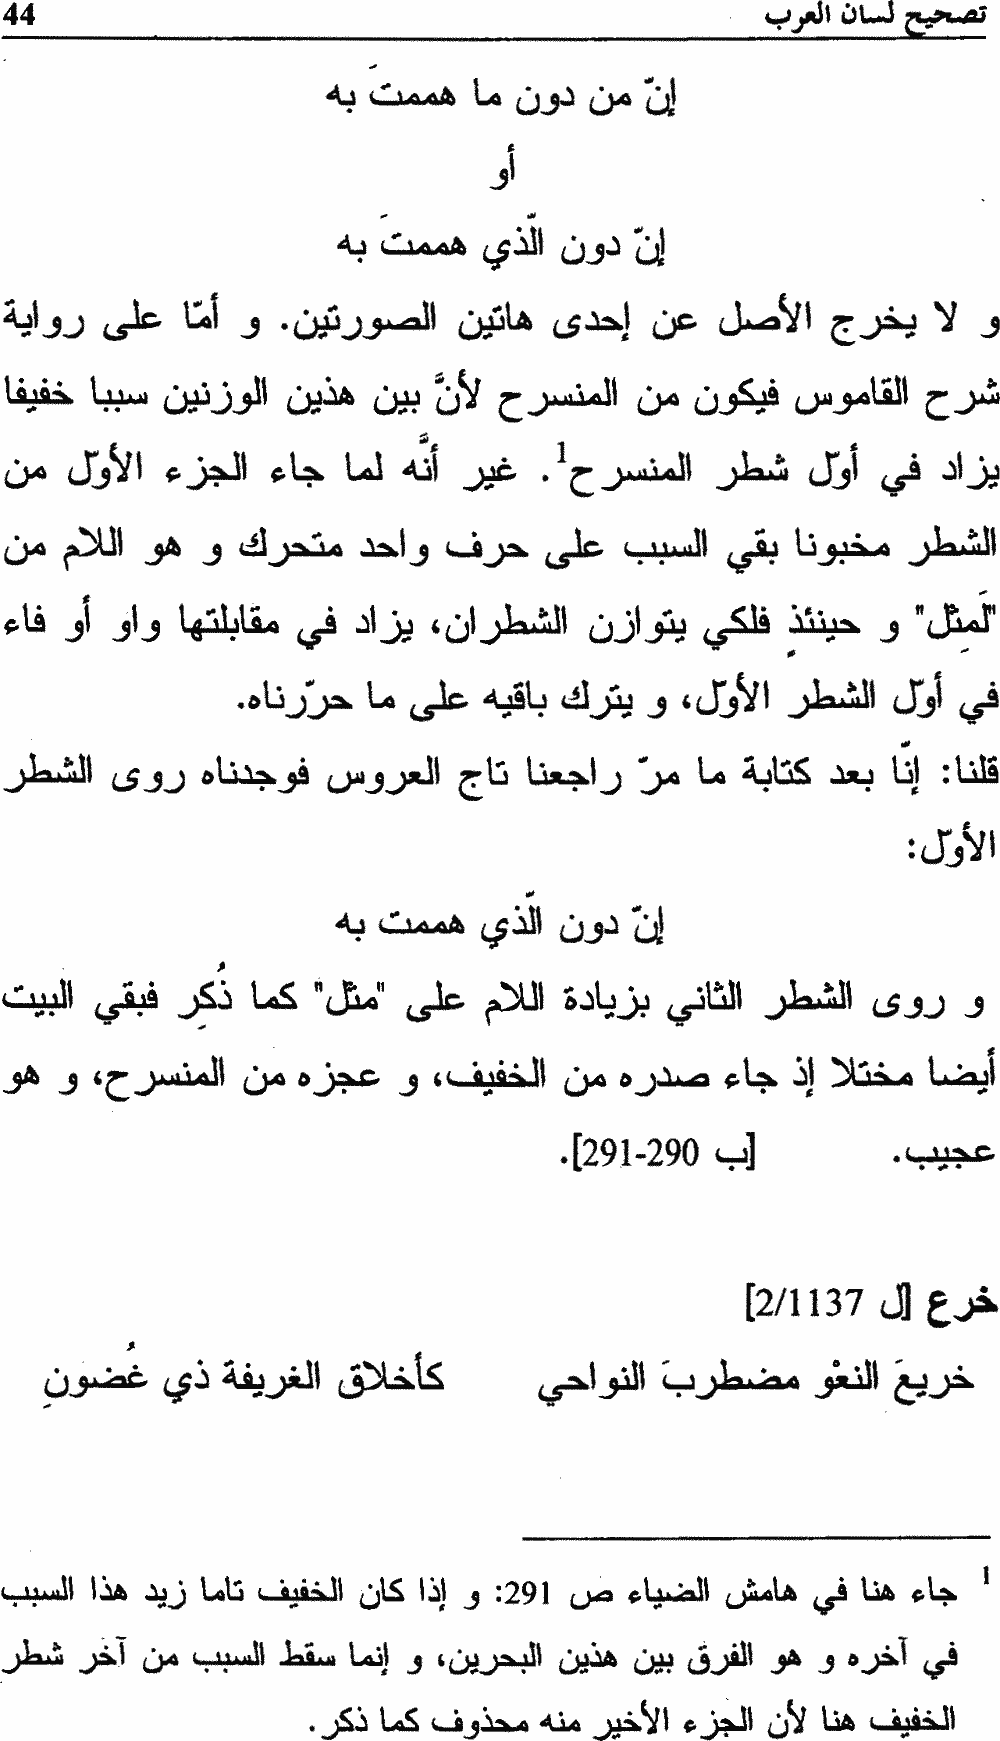 تصحيح لسان العرب 44
إنّ من دون ما هممتَ به
أو
إنّ دون الّذي هممتَ به
و لا يخرج الأصل عن إحدى هاتين الصورتين. و أمّا على رواية
شرح القاموس فيكون من المنسرح لأنَّ بين هذين الوزنين سببا خفيفا
يزاد في أوّل شطر المنسرح1. غير أنَّه لما جاء الجزء الأوّل من
الشطر مخبونا بقي السبب على حرف واحد متحرك و هو اللام من
"لَمِثل" و حينئذٍ فلكي يتوازن الشطران، يزاد في مقابلتها واو أو فاء
في أوّل الشطر الأوّل، و يترك باقيه على ما حرّرناه.
قلنا: إنّا بعد كتابة ما مرّ راجعنا تاج العروس فوجدناه روى الشطر
الأوّل:
إنّ دون الّذي هممت به
و روى الشطر الثاني بزيادة اللام على "مثل" كما ذُكِر فبقي البيت
أيضا مختلا إذ جاء صدره من الخفيف، و عجزه من المنسرح، و هو
عجيب. [ب 290-291].
خرع [ل 2/1137]
خريعَ النعْو مضطربَ النواحي كأخلاق الغريفة ذي غُضونِ
1 جاء هنا في هامش الضياء ص 291: و إذا كان الخفيف تاما زيد هذا السبب
في آخره و هو الفرق بين هذين البحرين، و إنما سقط السبب من آخر شطر
الخفيف هنا لأن الجزء الأخير منه محذوف كما ذكر.